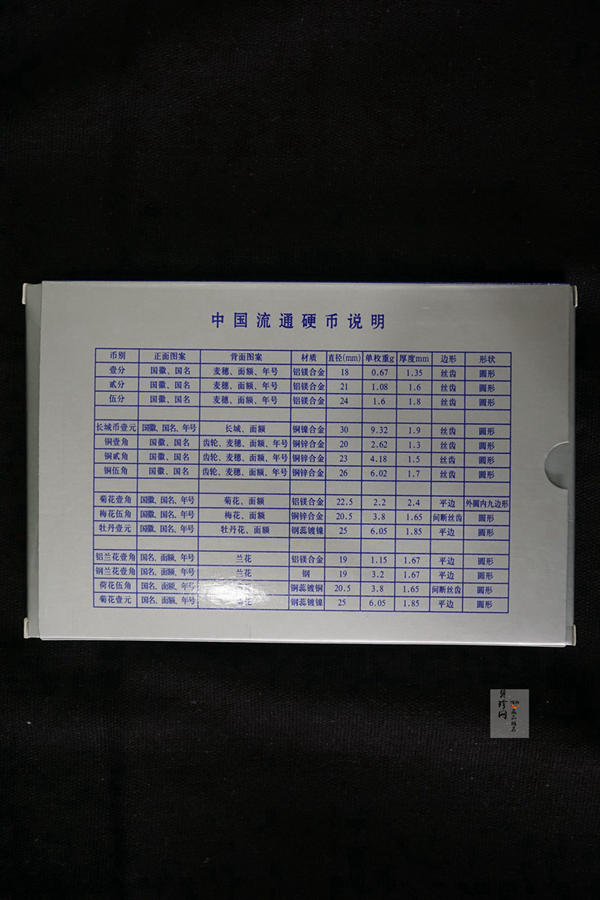 中国流通硬币说明
币别 正面图案 背面图案 材质 直径(mm) 单枚重g 厚度mm 边形 形状
壹分 国徽、国名 麦穗、面额、年号 铝镁合金 18 0.67 1.35 丝齿 圆形
贰分 国徽、国名 麦穗、面额、年号 铝镁合金 21 1.08 1.6 丝齿 圆形
伍分 国徽、国名 麦穗、面额、年号 铝镁合金 24 1.6 1.8 丝齿 圆形
长城币壹元 国徽、国名、年号 长城、面额 铜镍合金 30 9.32 1.9 丝齿 圆形
铜壹角 国徽、国名 齿轮、麦穗、面额、年号 铜锌合金 20 2.62 1.3 丝齿 圆形
铜贰角 国徽、国名 齿轮、麦穗、面额、年号 铜锌合金 23 4.18 1.5 丝齿 圆形
铜伍角 国徽、国名 齿轮、麦穗、面额、年号 铜锌合金 26 6.02 1.7 丝齿 圆形
菊花壹角 国徽、国名、年号 菊花、面额 铝镁合金 22.5 2.2 2.4 平边 外圆内九边形
梅花伍角 国徽、国名、年号 梅花、面额 铜锌合金 20.5 3.8 1.65 间断丝齿 圆形
牡丹壹元 国徽、国名、年号 牡丹花、面额 钢蕊镀镍 25 6.05 1.85 平边 圆形
铝兰花壹角 国名、面额、年号 兰花 铝镁合金 19 1.15 1.67 平边 圆形
钢兰花壹角 国名、面额、年号 兰花 钢 19 3.2 1.67 平边 圆形
荷花伍角 国名、面额、年号 钢蕊镀铜 20.5 3.8 1.65 间断丝齿 圆形
菊花壹元 国名、面额、年号 花 钢蕊镀镍 25 6.05 1.85 平边 圆形